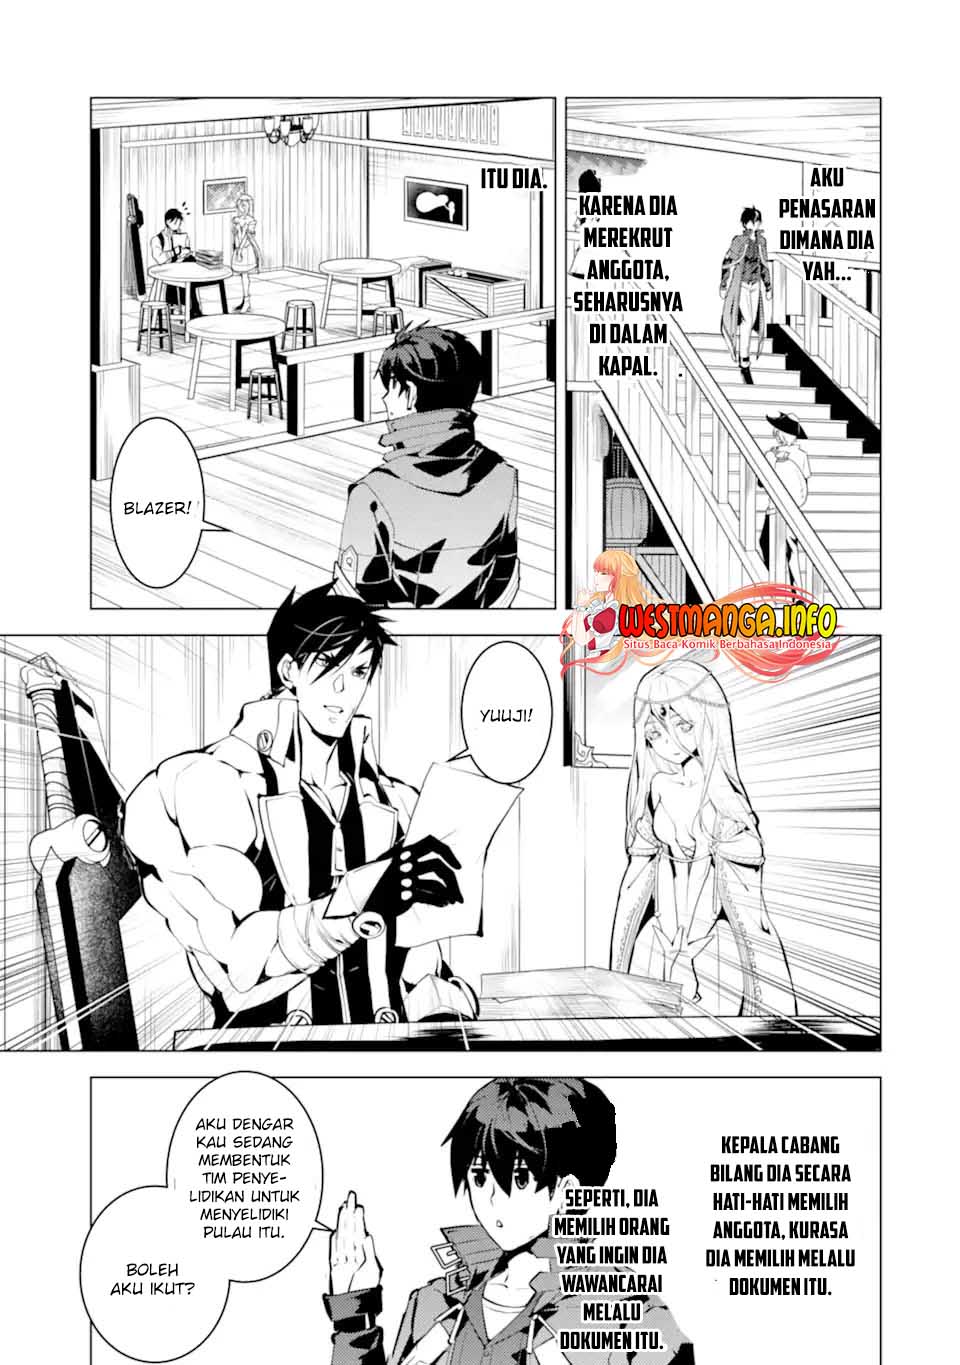 AKU
PENASARAN
DIMANA DIA
YAH...
KARENA DIA
MEREKRUT
ANGGOTA,
SEHARUSNYA
DI DALAM
KAPAL.
ITU DIA.
BLAZER!
WESTMANGA.INFO
Situs Baca Komik Berbahasa Indonesia
YUUJI!
KEPALA CABANG
BILANG DIA SECARA
HATI-HATI MEMILIH
ANGGOTA, KURASA
DIA MEMILIH MELALU
DOKUMEN ITU.
SEPERTI, DIA
MEMILIH ORANG
YANG INGIN DIA
WAWANCARAI
MELALU
DOKUMEN ITU.
AKU DENGAR
KAU SEDANG
MEMBENTUK
TIM PENYE-
LIDIKAN UNTUK
MENYELIDIKI
PULAU ITU.
BOLEH
AKU IKUT?